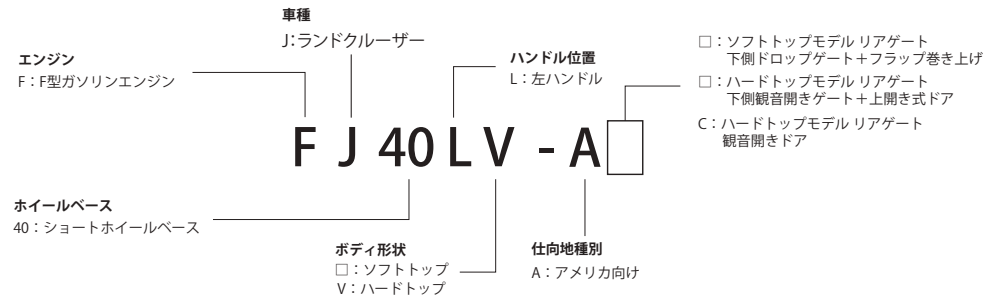 車種
J：ランドクルーザー
エンジン
F：F型ガソリンエンジン
ハンドル位置
L：左ハンドル
□：ソフトトップモデル リアゲート
下側ドロップゲート＋フラップ巻き上げ
□：ハードトップモデル リアゲート
下側観音開きゲート＋上開き式ドア
C：ハードトップモデル リアゲート
観音開きドア
FJ40LV-A□
ホイールベース
40：ショートホイールベース
ボディ形状
□：ソフトトップ
V：ハードトップ
仕向地種別
A：アメリカ向け